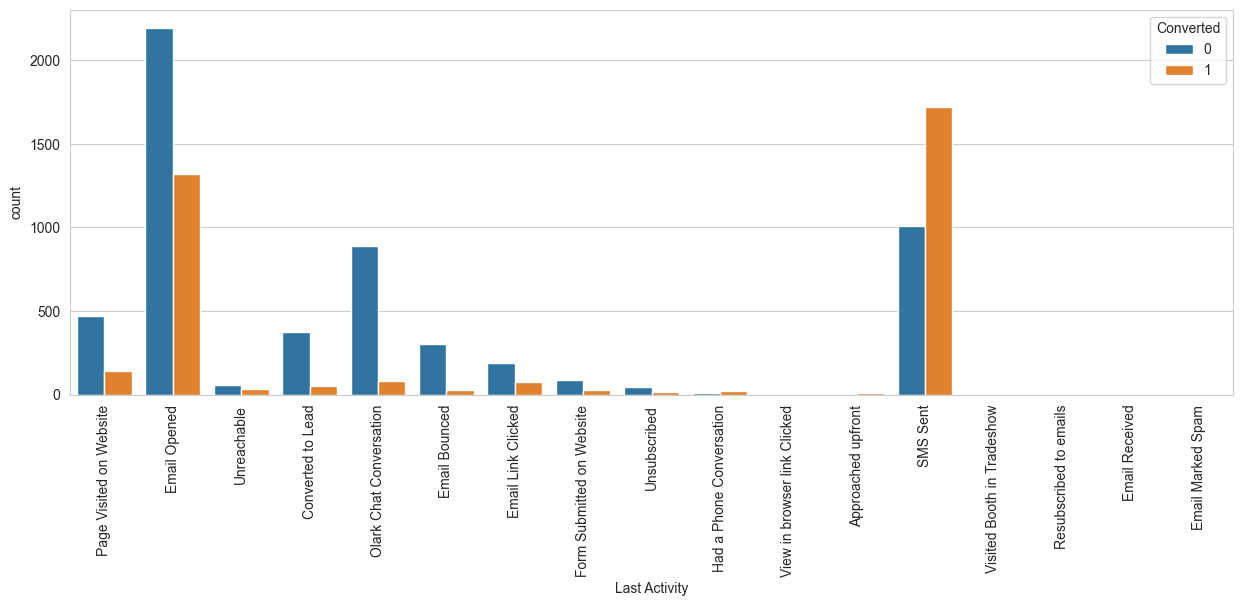 Converted
0
1
2000
1500
1000
500
0
count
Page Visited on Website
Email Opened
Unreachable
Converted to Lead
Olark Chat Conversation
Email Bounced
Email Link Clicked
Form Submitted on Website
Unsubscribed
Had a Phone Conversation
View in browser link Clicked
Approached upfront
SMS Sent
Visited Booth in Tradeshow
Resubscribed to emails
Email Received
Email Marked Spam
Last Activity